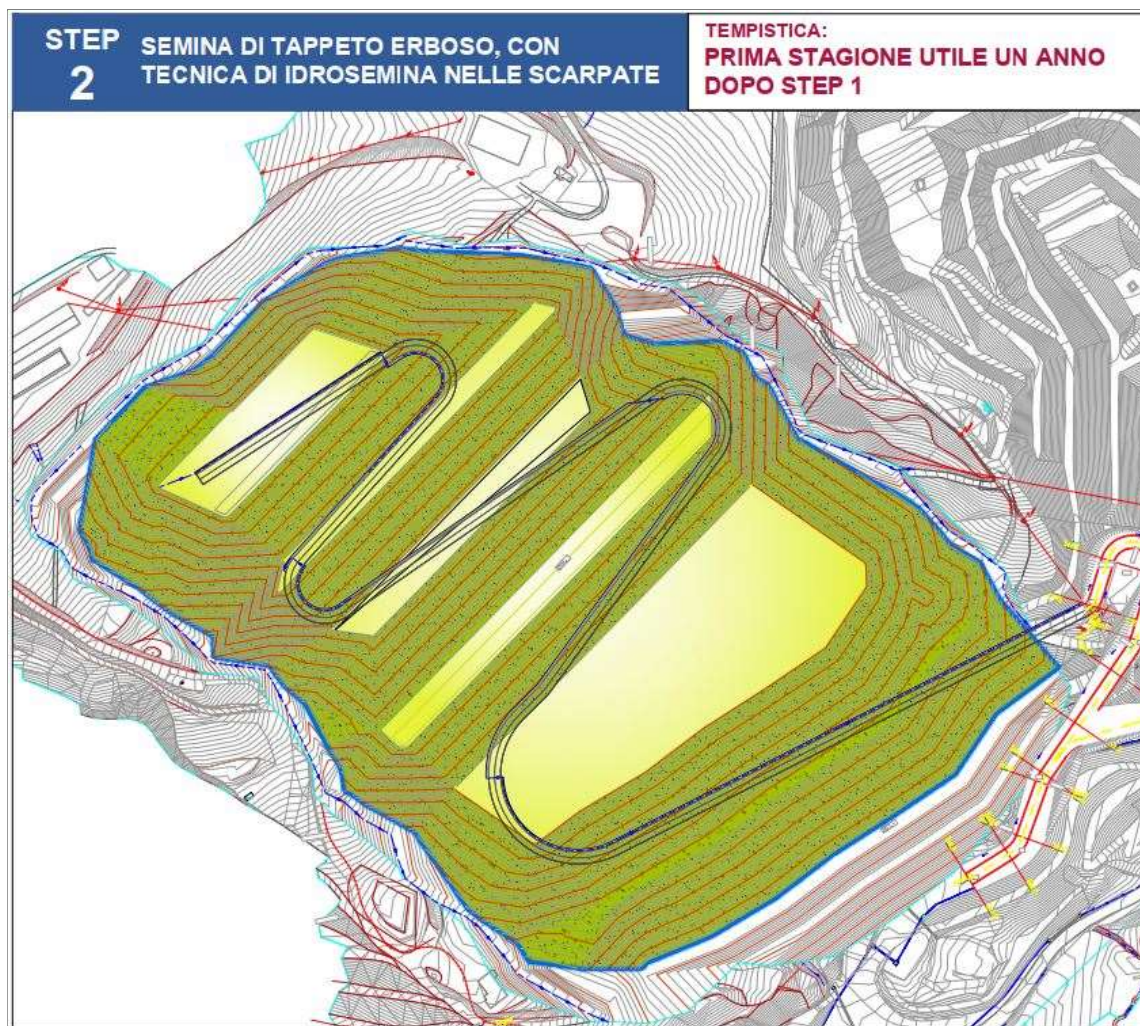 STEP
2
SEMINA DI TAPPETO ERBOSO, CON
TECNICA DI IDROSEMINA NELLE SCARPATE
TEMPISTICA:
PRIMA STAGIONE UTILE UN ANNO
DOPO STEP 1